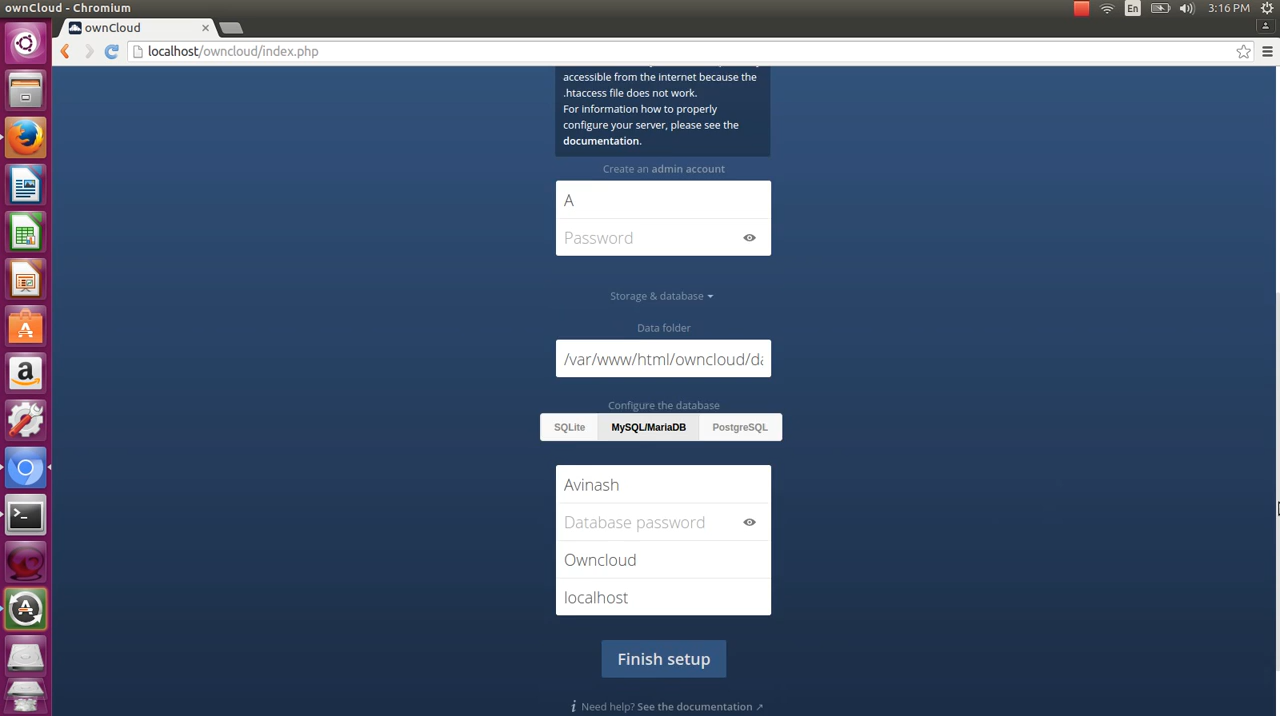 ownCloud - Chromium
En
3:16 PM
ownCloud
localhost/owncloud/index.php
accessible from the internet because the
.htaccess file does not work.
For information how to properly
configure your server, please see the
documentation.
Create an admin account
A
Password
Storage & database
Data folder
/var/www/html/owncloud/da
Configure the database
SQLite
MySQL/MariaDB
PostgreSQL
Avinash
Database password
Owncloud
localhost
Finish setup
i Need help? See the documentation ↗